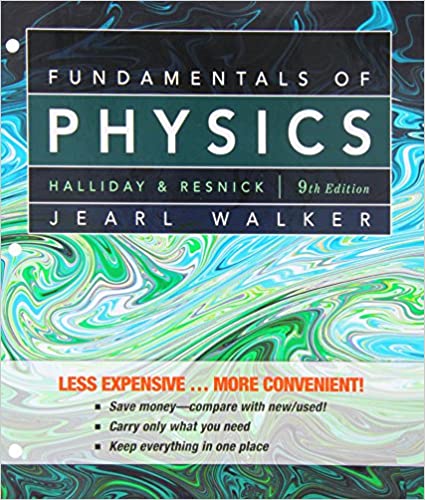 FUNDAMENTALS OF
PHYSICS
HALLIDAY & RESNICK | 9th Edition
JEARL WALKER
LESS EXPENSIVE ... MORE CONVENIENT!
▪ Save money—compare with new/used!
▪ Carry only what you need
▪ Keep everything in one place